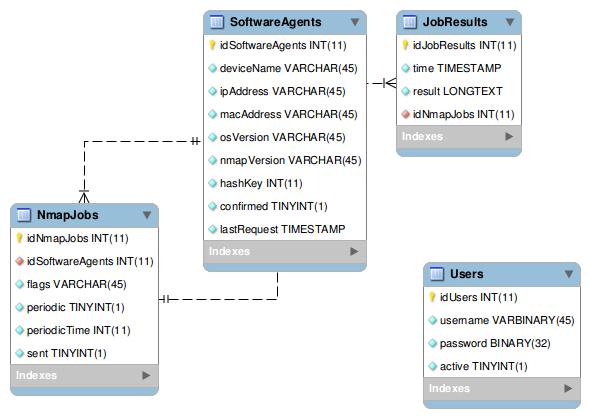 SoftwareAgents
idSoftwareAgents INT(11)
deviceName VARCHAR(45)
ipAddress VARCHAR(45)
macAddress VARCHAR(45)
osVersion VARCHAR(45)
nmapVersion VARCHAR(45)
hashKey INT(11)
confirmed TINYINT(1)
lastRequest TIMESTAMP
Indexes
JobResults
idJobResults INT(11)
time TIMESTAMP
result LONGTEXT
idNmapJobs INT(11)
Indexes
NmapJobs
idNmapJobs INT(11)
idSoftwareAgents INT(11)
flags VARCHAR(45)
periodic TINYINT(1)
periodicTime INT(11)
sent TINYINT(1)
Indexes
Users
idUsers INT(11)
username VARBINARY(45)
password BINARY(32)
active TINYINT(1)
Indexes